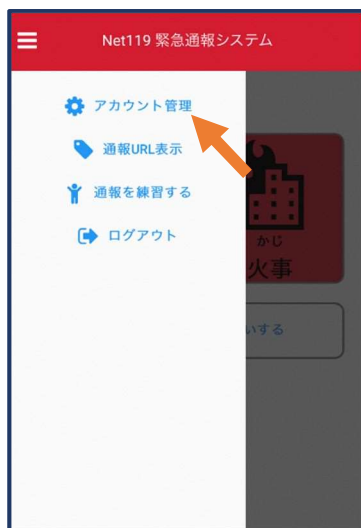 Net119 緊急通報システム
アカウント管理
通報URL表示
通報を練習する
ログアウト
かじ
火事
いする